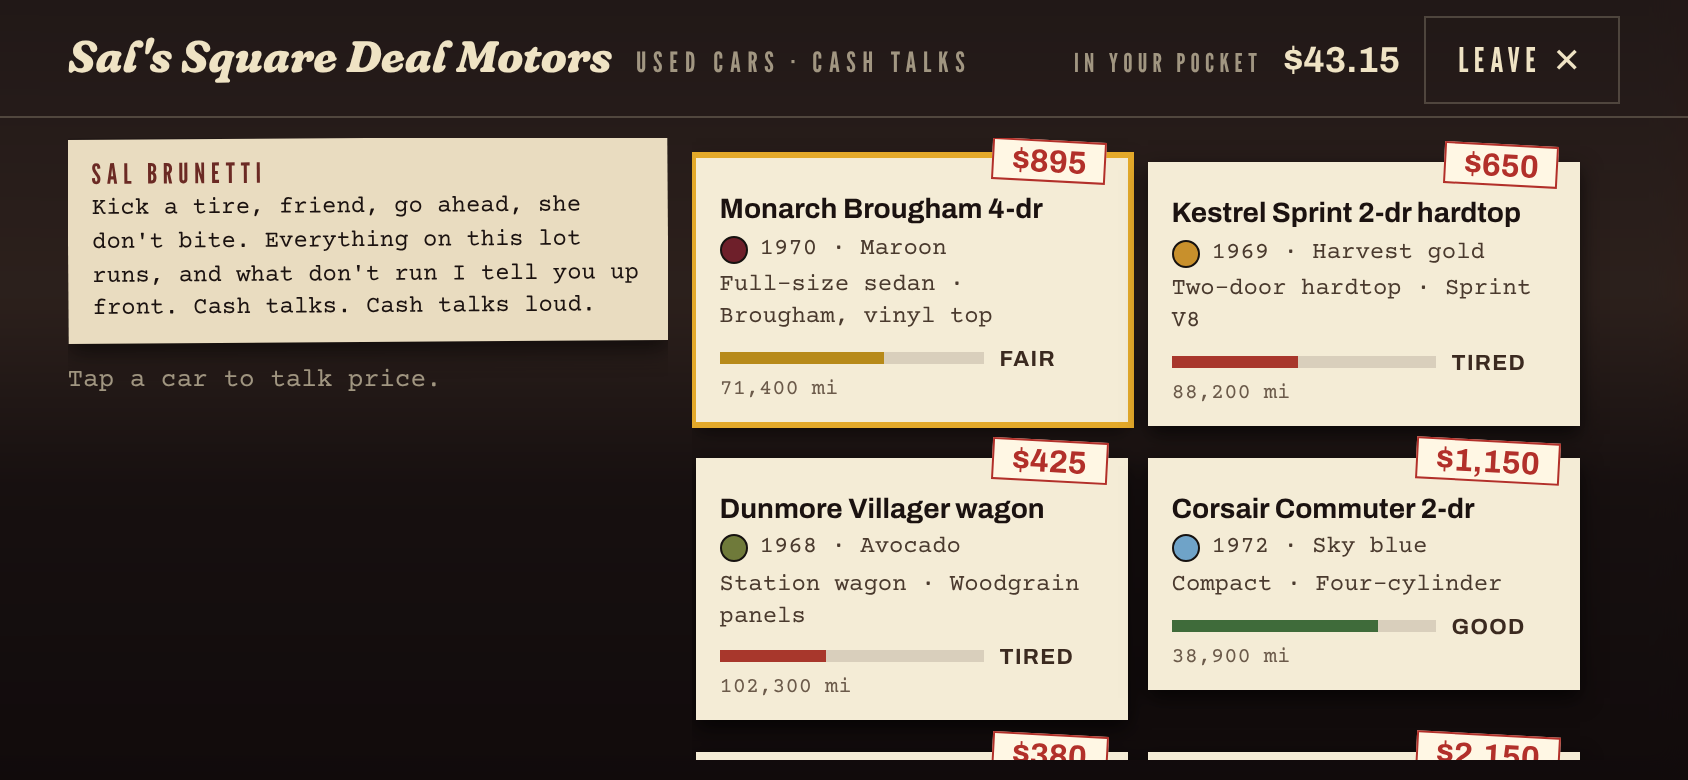 Sal's Square Deal Motors USED CARS · CASH TALKS IN YOUR POCKET $43.15 LEAVE ✕
SAL BRUNETTI
Kick a tire, friend, go ahead, she
don't bite. Everything on this lot
runs, and what don't run I tell you up
front. Cash talks. Cash talks loud.
Tap a car to talk price.
$895
Monarch Brougham 4-dr
1970 · Maroon
Full-size sedan ·
Brougham, vinyl top
FAIR
71,400 mi
$650
Kestrel Sprint 2-dr hardtop
1969 · Harvest gold
Two-door hardtop · Sprint
V8
TIRED
88,200 mi
$425
Dunmore Villager wagon
1968 · Avocado
Station wagon · Woodgrain
panels
TIRED
102,300 mi
$1,150
Corsair Commuter 2-dr
1972 · Sky blue
Compact · Four-cylinder
GOOD
38,900 mi
$380
$2,150